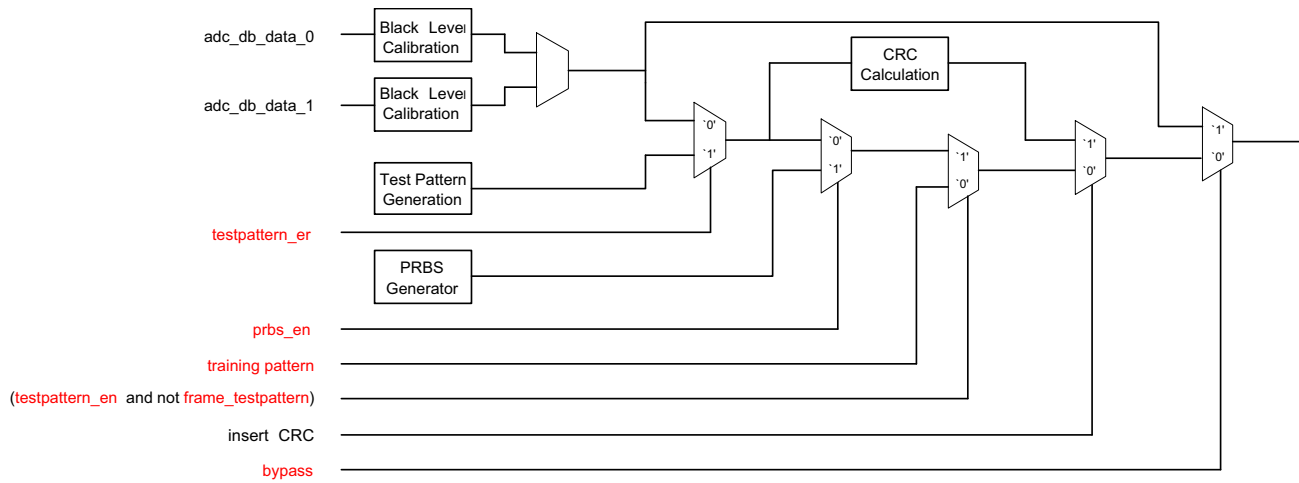 adc_db_data_0
Black Level
Calibration
adc_db_data_1
Black Level
Calibration
CRC
Calculation
`0'
`1'
`0'
`1'
`1'
`0'
`1'
`0'
`1'
`0'
Test Pattern
Generation
testpattern_er
PRBS
Generator
prbs_en
training pattern
(testpattern_en and not frame_testpattern)
insert CRC
bypass